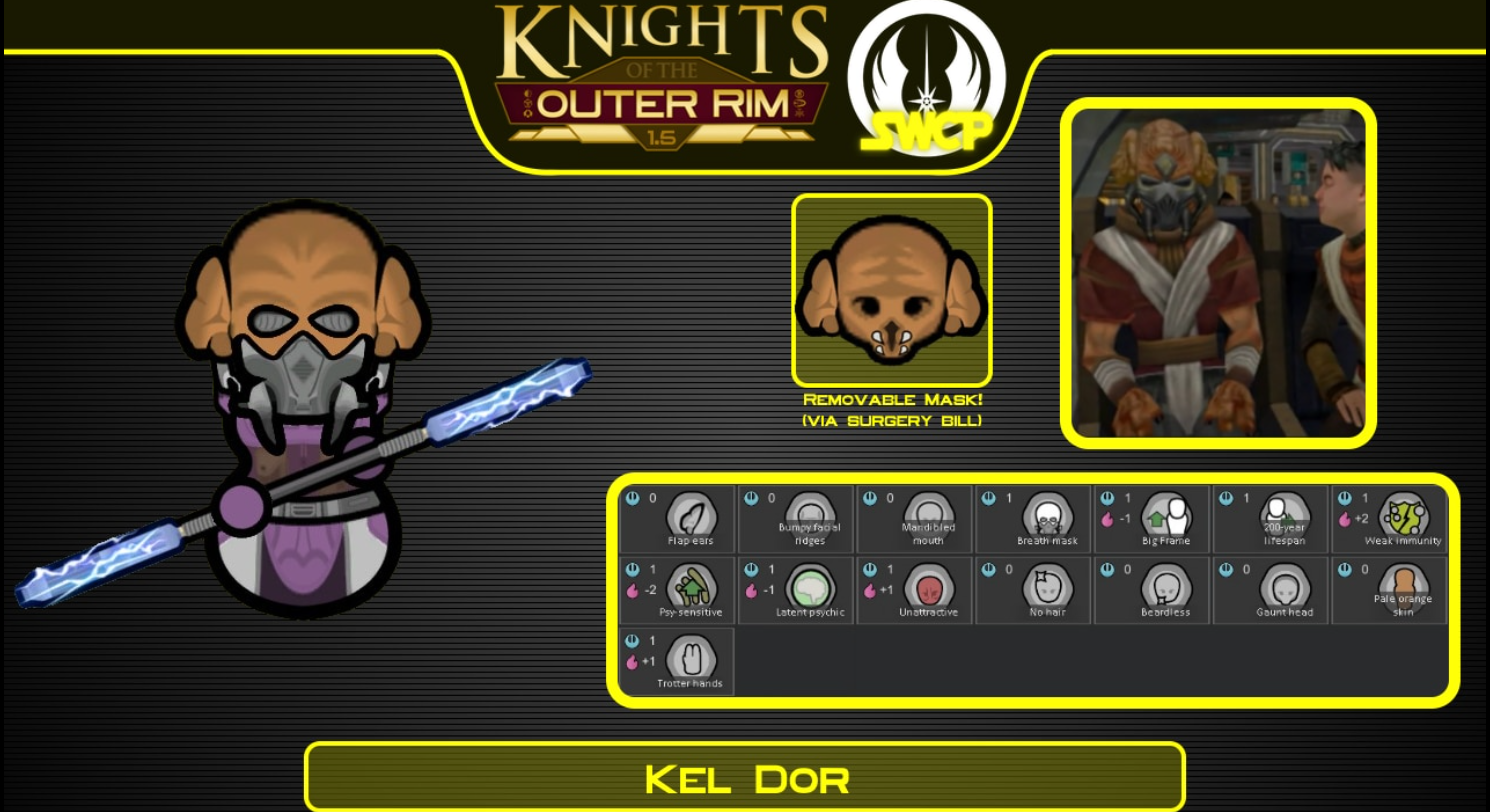 KNIGHTS
OF THE
OUTER RIM
1.5
SWCP
REMOVABLE MASK!
(VIA SURGERY BILL)
0
Flap ears
0
Bumpy facial
ridges
0
Mandibled
mouth
1
Breath mask
1
-1
Big Frame
1
200-year
lifespan
1
+2
Weak immunity
1
-2
Psy-sensitive
1
-1
Latent psychic
1
+1
Unattractive
0
No hair
0
Beardless
0
Gaunt head
0
Pale orange
skin
1
+1
Trotter hands
KEL DOR